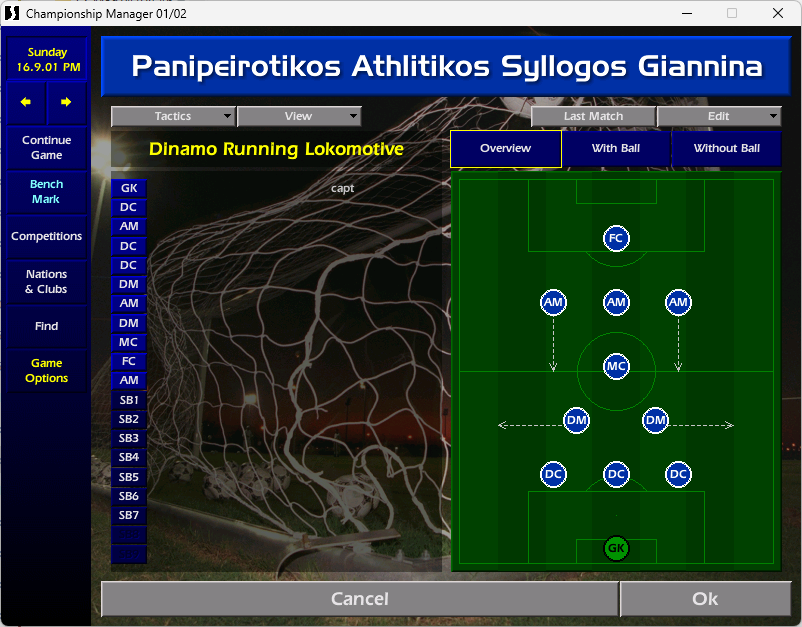 Championship Manager 01/02
Sunday
16.9.01 PM
Continue
Game
Bench
Mark
Competitions
Nations
& Clubs
Find
Game
Options
Panipeirotikos Athlitikos Syllogos Giannina
Tactics
View
Last Match
Edit
Dinamo Running Lokomotive
Overview
With Ball
Without Ball
GK capt
DC
AM
DC
DC
DM
AM
DM
MC
FC
AM
SB1
SB2
SB3
SB4
SB5
SB6
SB7
FC
AM AM AM
MC
DM DM
DC DC DC
GK
Cancel
Ok